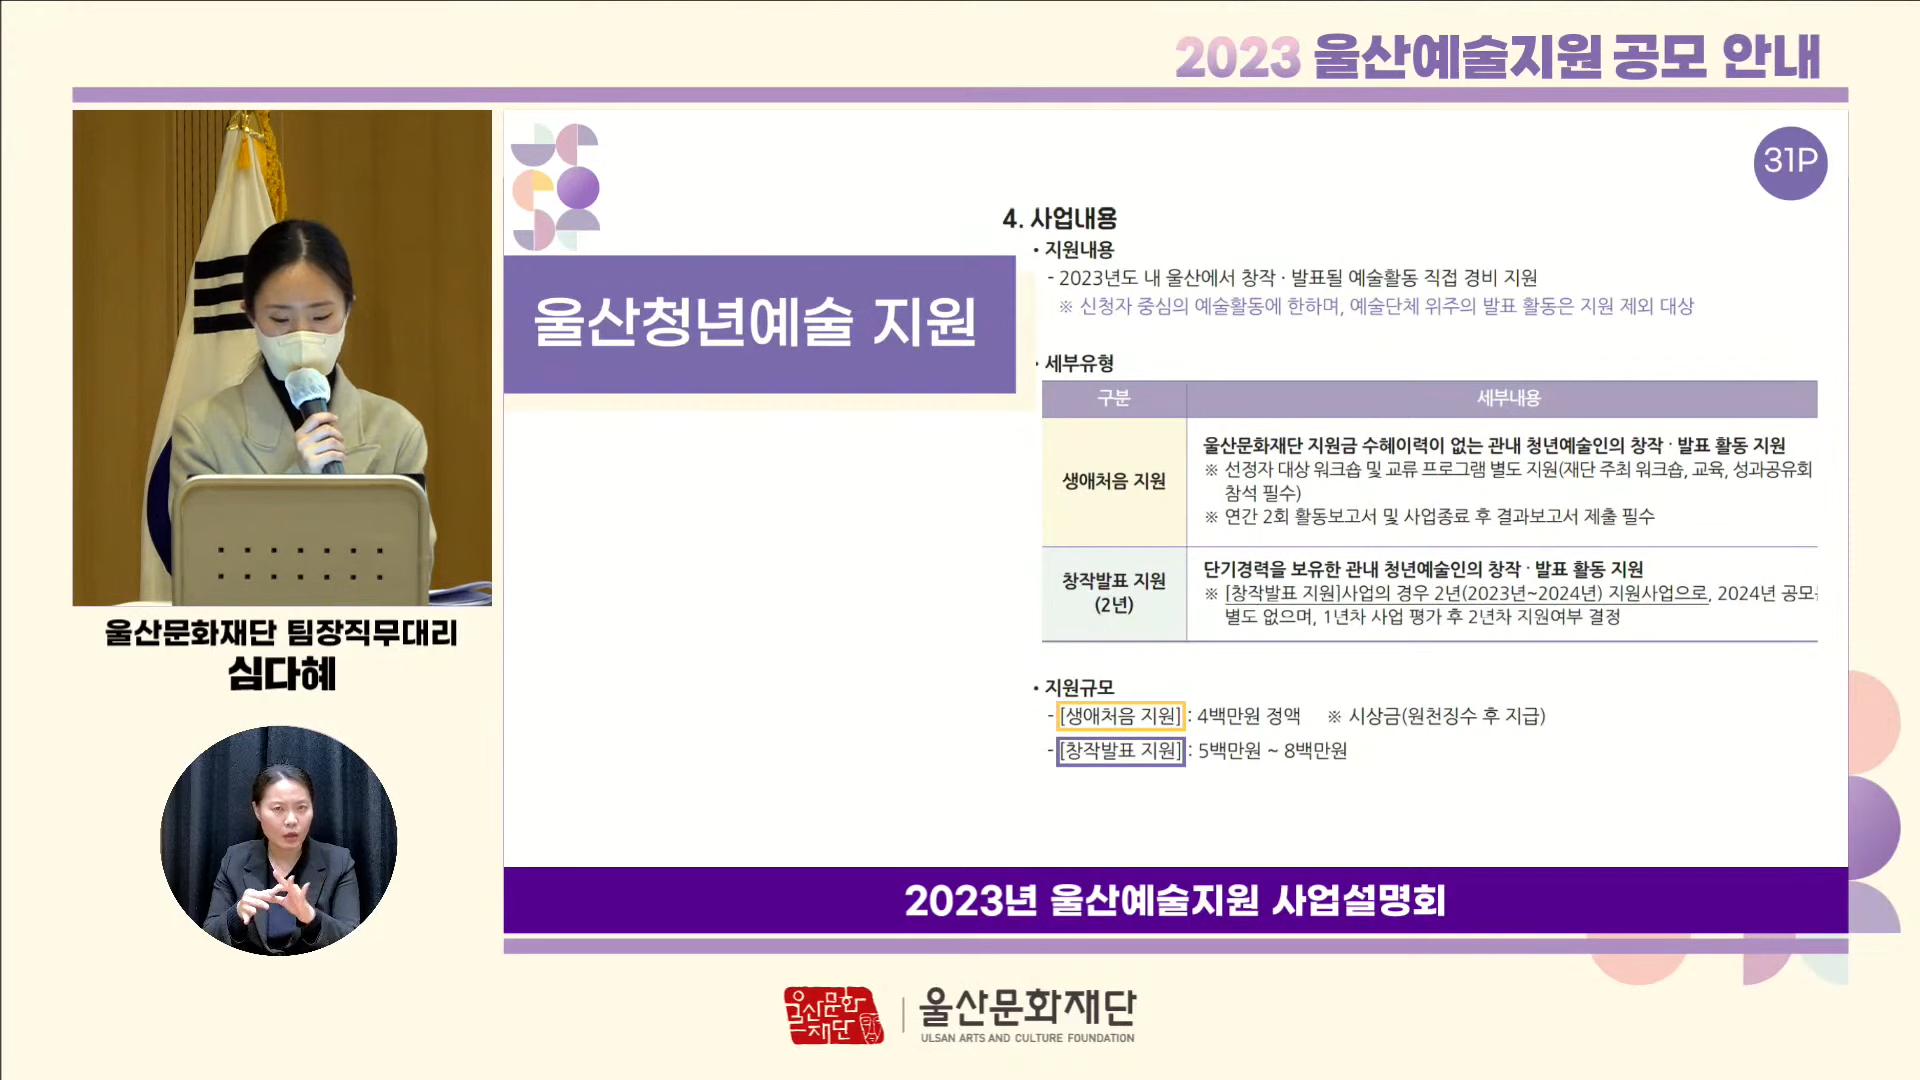 2023 울산예술지원 공모 안내
31P
울산청년예술 지원
4. 사업내용
• 지원내용
- 2023년도 내 울산에서 창작 · 발표될 예술활동 직접 경비 지원
※ 신청자 중심의 예술활동에 한하며, 예술단체 위주의 발표 활동은 지원 제외 대상
• 세부유형
구분 세부내용
생애처음 지원
울산문화재단 지원금 수혜이력이 없는 관내 청년예술인의 창작 · 발표 활동 지원
※ 선정자 대상 워크숍 및 교류 프로그램 별도 지원(재단 주최 워크숍, 교육, 성과공유회
참석 필수)
※ 연간 2회 활동보고서 및 사업종료 후 결과보고서 제출 필수
창작발표 지원
(2년)
단기경력을 보유한 관내 청년예술인의 창작 · 발표 활동 지원
※ [창작발표 지원]사업의 경우 2년(2023년~2024년) 지원사업으로, 2024년 공모
별도 없으며, 1년차 사업 평가 후 2년차 지원여부 결정
• 지원규모
- [생애처음 지원] : 4백만원 정액 ※ 시상금(원천징수 후 지급)
- [창작발표 지원] : 5백만원 ~ 8백만원
울산문화재단 팀장직무대리
심다혜
2023년 울산예술지원 사업설명회
울산문화
재단
울산문화재단
ULSAN ARTS AND CULTURE FOUNDATION